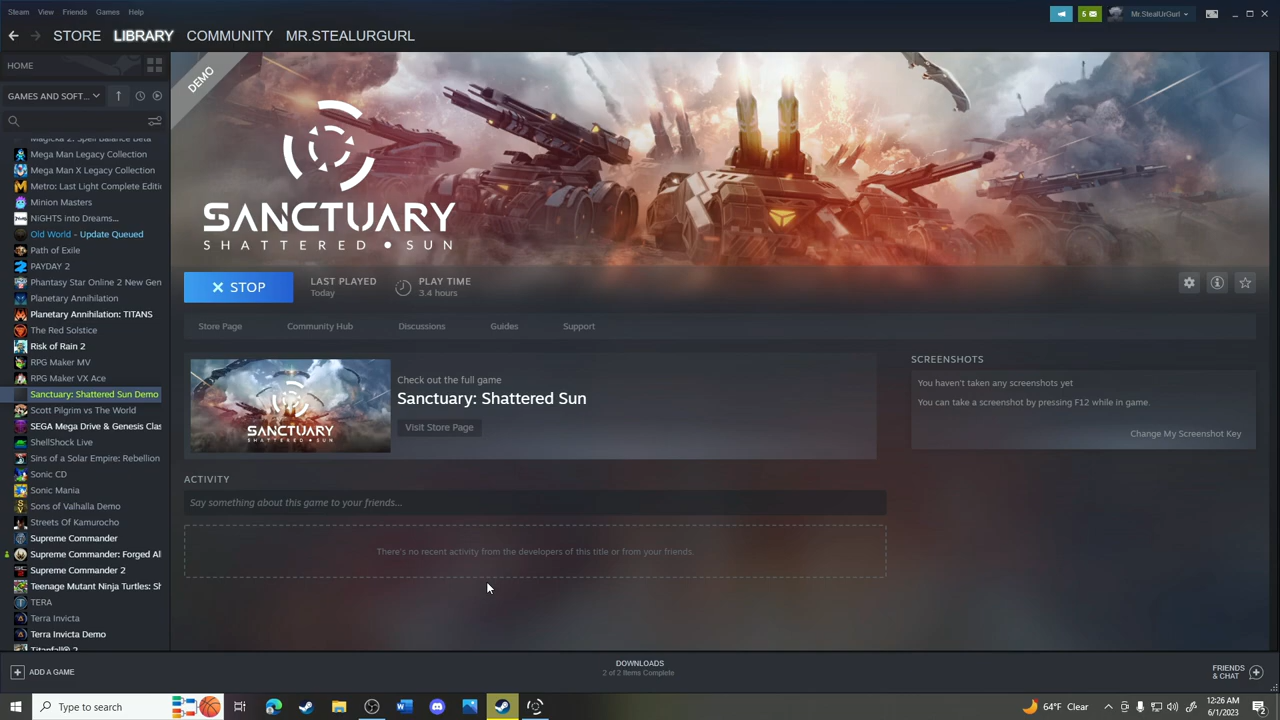 Steam View Friends Games Help
5 Mr.StealUrGurl
STORE LIBRARY COMMUNITY MR.STEALURGURL
HOME
GAMES AND SOFT...
Magicka 2: Spell Balance Beta
Mega Man Legacy Collection
Mega Man X Legacy Collection
Metro: Last Light Complete Editi
Minion Masters
NiGHTS into Dreams...
Old World - Update Queued
Path of Exile
PAYDAY 2
Phantasy Star Online 2 New Gen
Planetary Annihilation
Planetary Annihilation: TITANS
The Red Solstice
Risk of Rain 2
RPG Maker MV
RPG Maker VX Ace
Sanctuary: Shattered Sun Demo
Scott Pilgrim vs The World
SEGA Mega Drive & Genesis Clas
ShellShock Live
Sins of a Solar Empire: Rebellion
Sonic CD
Sonic Mania
Sons of Valhalla Demo
Streets Of Kamurocho
Supreme Commander
Supreme Commander: Forged All
Supreme Commander 2
Teenage Mutant Ninja Turtles: Sh
TERA
Terra Invicta
Terra Invicta Demo
Titanfall® 2
DEMO
SANCTUARY
SHATTERED • SUN
STOP
LAST PLAYED
Today
PLAY TIME
3.4 hours
Store Page Community Hub Discussions Guides Support
SANCTUARY
SHATTERED • SUN
Check out the full game
Sanctuary: Shattered Sun
Visit Store Page
SCREENSHOTS
You haven't taken any screenshots yet
You can take a screenshot by pressing F12 while in game.
Change My Screenshot Key
ACTIVITY
Say something about this game to your friends...
There's no recent activity from the developers of this title or from your friends.
ADD A GAME
DOWNLOADS
2 of 2 Items Complete
FRIENDS
& CHAT
Type to search
64°F Clear
12:26 AM
6/1/2023
2